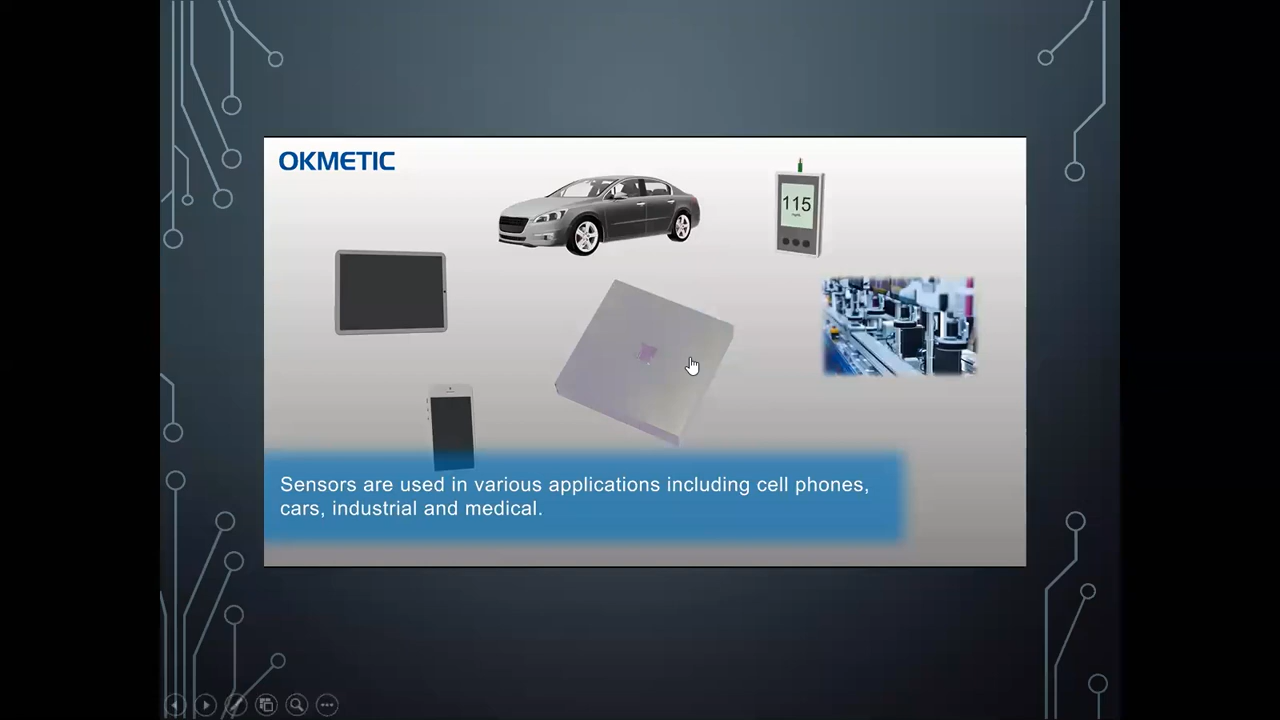 OKMETIC
115
Sensors are used in various applications including cell phones,
cars, industrial and medical.